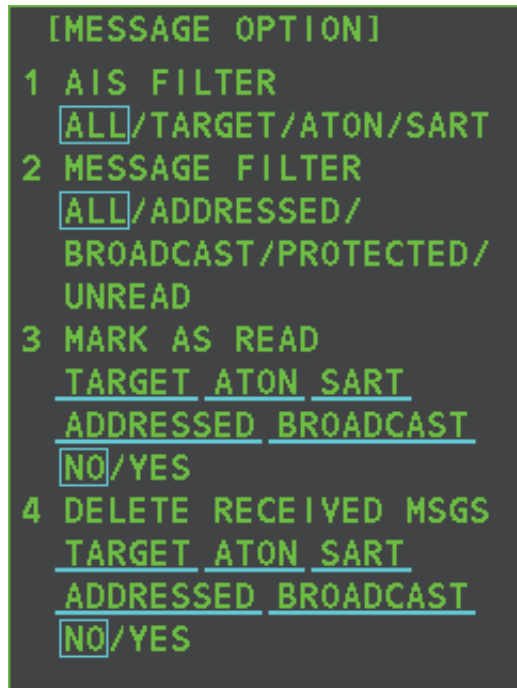 [MESSAGE OPTION]
1 AIS FILTER
ALL/TARGET/ATON/SART
2 MESSAGE FILTER
ALL/ADDRESSED/
BROADCAST/PROTECTED/
UNREAD
3 MARK AS READ
TARGET ATON SART
ADDRESSED BROADCAST
NO/YES
4 DELETE RECEIVED MSGS
TARGET ATON SART
ADDRESSED BROADCAST
NO/YES